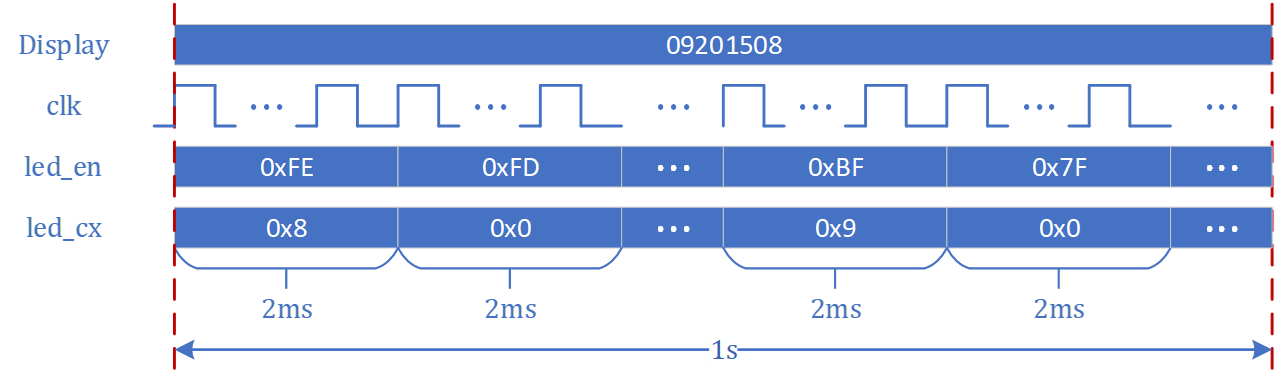 Display 09201508
clk ... ... ... ... ... ...
led_en 0xFE 0xFD ... 0xBF 0x7F ...
led_cx 0x8 0x0 ... 0x9 0x0 ...
2ms 2ms 2ms 2ms
1s